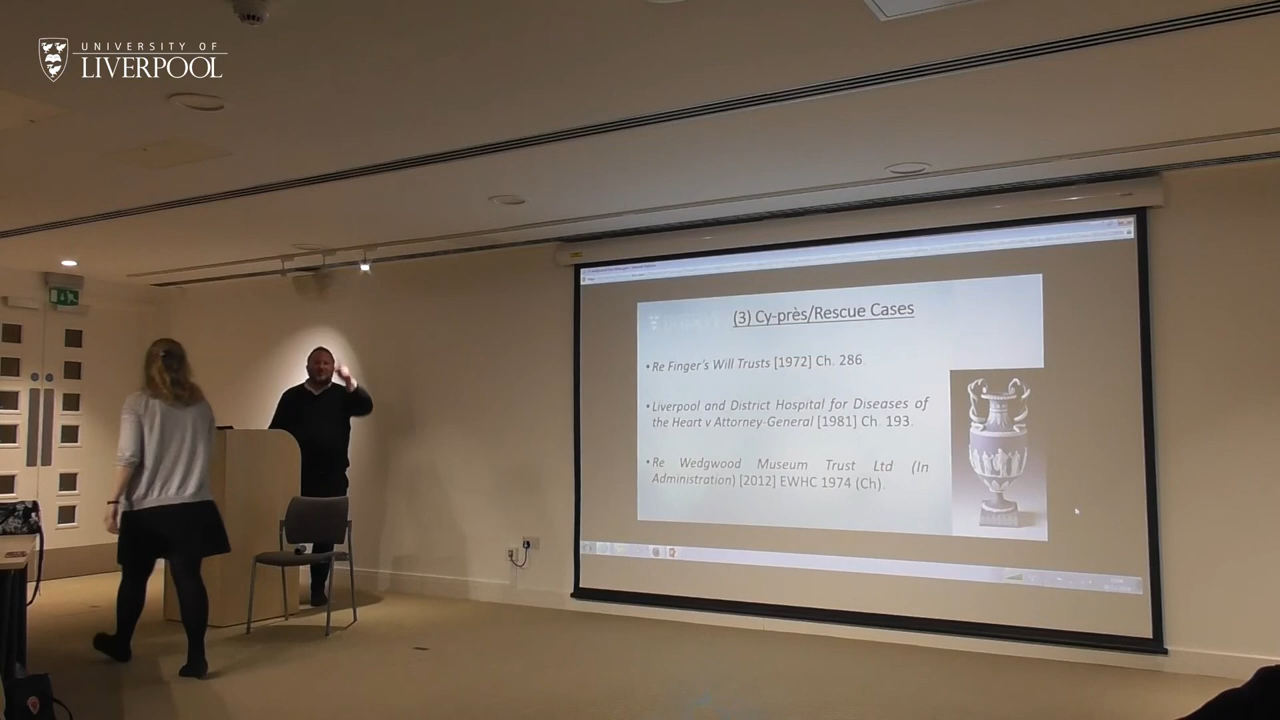 UNIVERSITY OF
LIVERPOOL
(3) Cy-près/Rescue Cases
• Re Finger's Will Trusts [1972] Ch. 286
• Liverpool and District Hospital for Diseases of
the Heart v Attorney-General [1981] Ch. 193.
• Re Wedgwood Museum Trust Ltd (In
Administration) [2012] EWHC 1974 (Ch).